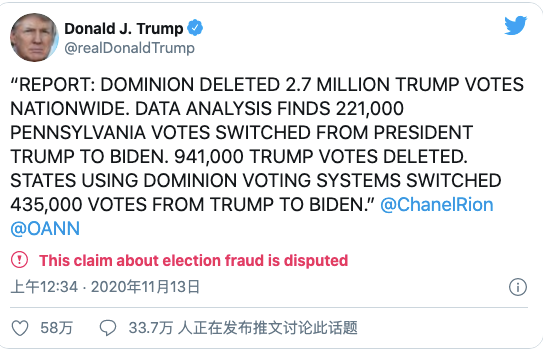 Donald J. Trump
@realDonaldTrump
“REPORT: DOMINION DELETED 2.7 MILLION TRUMP VOTES
NATIONWIDE. DATA ANALYSIS FINDS 221,000
PENNSYLVANIA VOTES SWITCHED FROM PRESIDENT
TRUMP TO BIDEN. 941,000 TRUMP VOTES DELETED.
STATES USING DOMINION VOTING SYSTEMS SWITCHED
435,000 VOTES FROM TRUMP TO BIDEN.” @ChanelRion
@OANN
This claim about election fraud is disputed
上午12:34 · 2020年11月13日
58万 33.7万 人正在发布推文讨论此话题